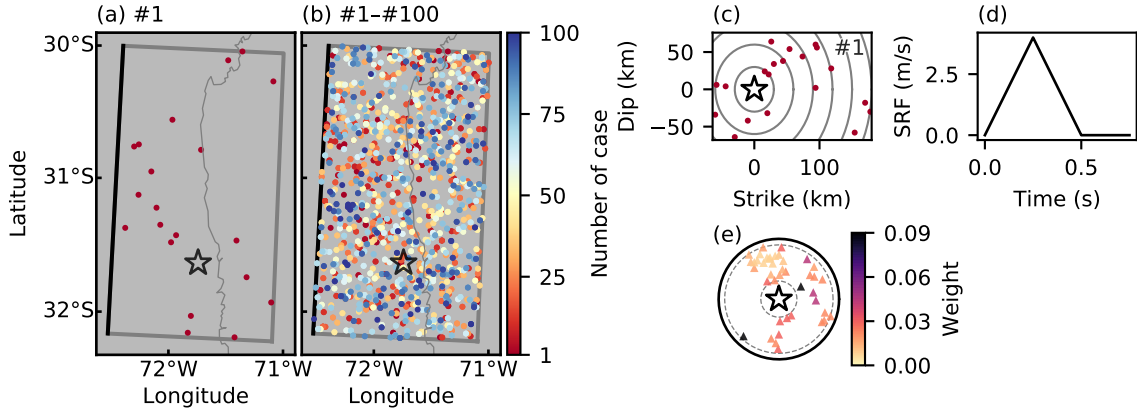 (a) #1
(b) #1–#100
(c)
(d)
30°S
31°S
32°S
Latitude
72°W
71°W
Longitude
72°W
71°W
Longitude
100
75
50
25
1
Number of case
#1
50
0
−50
Dip (km)
0
100
Strike (km)
2.5
0.0
SRF (m/s)
0.0
0.5
Time (s)
(e)
0.09
0.06
0.03
0.00
Weight